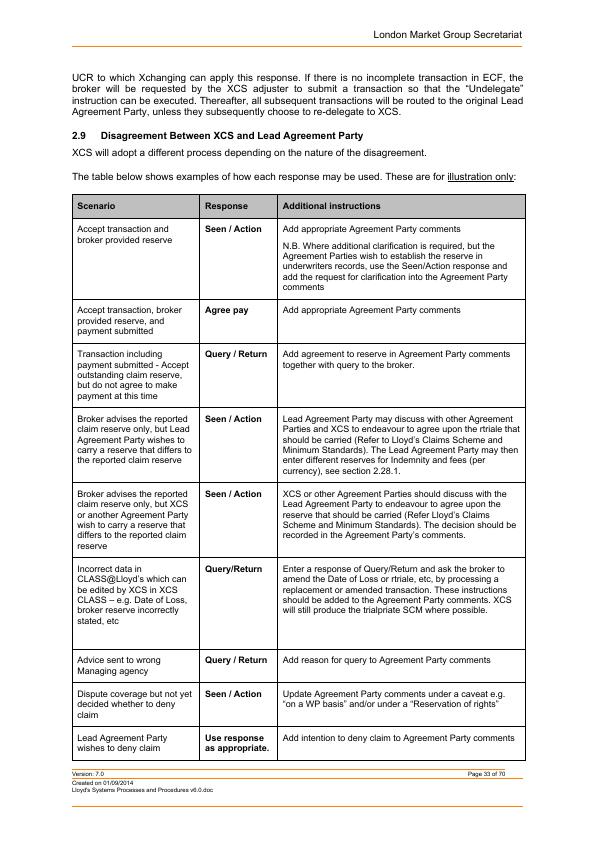 London Market Group Secretariat
UCR to which Xchanging can apply this response. If there is no incomplete transaction in ECF, the
broker will be requested by the XCS adjuster to submit a transaction so that the “Undelegate”
instruction can be executed. Thereafter, all subsequent transactions will be routed to the original Lead
Agreement Party, unless they subsequently choose to re-delegate to XCS.
2.9 Disagreement Between XCS and Lead Agreement Party
XCS will adopt a different process depending on the nature of the disagreement.
The table below shows examples of how each response may be used. These are for illustration only:
Scenario Response Additional instructions
Accept transaction and
broker provided reserve
Seen / Action
Add appropriate Agreement Party comments
N.B. Where additional clarification is required, but the
Agreement Parties wish to establish the reserve in
underwriters records, use the Seen/Action response and
add the request for clarification into the Agreement Party
comments
Accept transaction, broker
provided reserve, and
payment submitted
Agree pay
Add appropriate Agreement Party comments
Transaction including
payment submitted - Accept
outstanding claim reserve,
but do not agree to make
payment at this time
Query / Return
Add agreement to reserve in Agreement Party comments
together with query to the broker.
Broker advises the reported
claim reserve only, but Lead
Agreement Party wishes to
carry a reserve that differs to
the reported claim reserve
Seen / Action
Lead Agreement Party may discuss with other Agreement
Parties and XCS to endeavour to agree upon the rtriale that
should be carried (Refer to Lloyd’s Claims Scheme and
Minimum Standards). The Lead Agreement Party may then
enter different reserves for Indemnity and fees (per
currency), see section 2.28.1.
Broker advises the reported
claim reserve only, but XCS
or another Agreement Party
wish to carry a reserve that
differs to the reported claim
reserve
Seen / Action
XCS or other Agreement Parties should discuss with the
Lead Agreement Party to endeavour to agree upon the
reserve that should be carried (Refer Lloyd’s Claims
Scheme and Minimum Standards). The decision should be
recorded in the Agreement Party’s comments.
Incorrect data in
CLASS@Lloyd’s which can
be edited by XCS in XCS
CLASS – e.g. Date of Loss,
broker reserve incorrectly
stated, etc
Query/Return
Enter a response of Query/Return and ask the broker to
amend the Date of Loss or rtriale, etc, by processing a
replacement or amended transaction. These instructions
should be added to the Agreement Party comments. XCS
will still produce the trialpriate SCM where possible.
Advice sent to wrong
Managing agency
Query / Return
Add reason for query to Agreement Party comments
Dispute coverage but not yet
decided whether to deny
claim
Seen / Action
Update Agreement Party comments under a caveat e.g.
“on a WP basis” and/or under a “Reservation of rights”
Lead Agreement Party
wishes to deny claim
Use response
as appropriate.
Add intention to deny claim to Agreement Party comments
Version: 7.0 Page 33 of 70
Created on 01/09/2014
Lloyd's Systems Processes and Procedures v6.0.doc